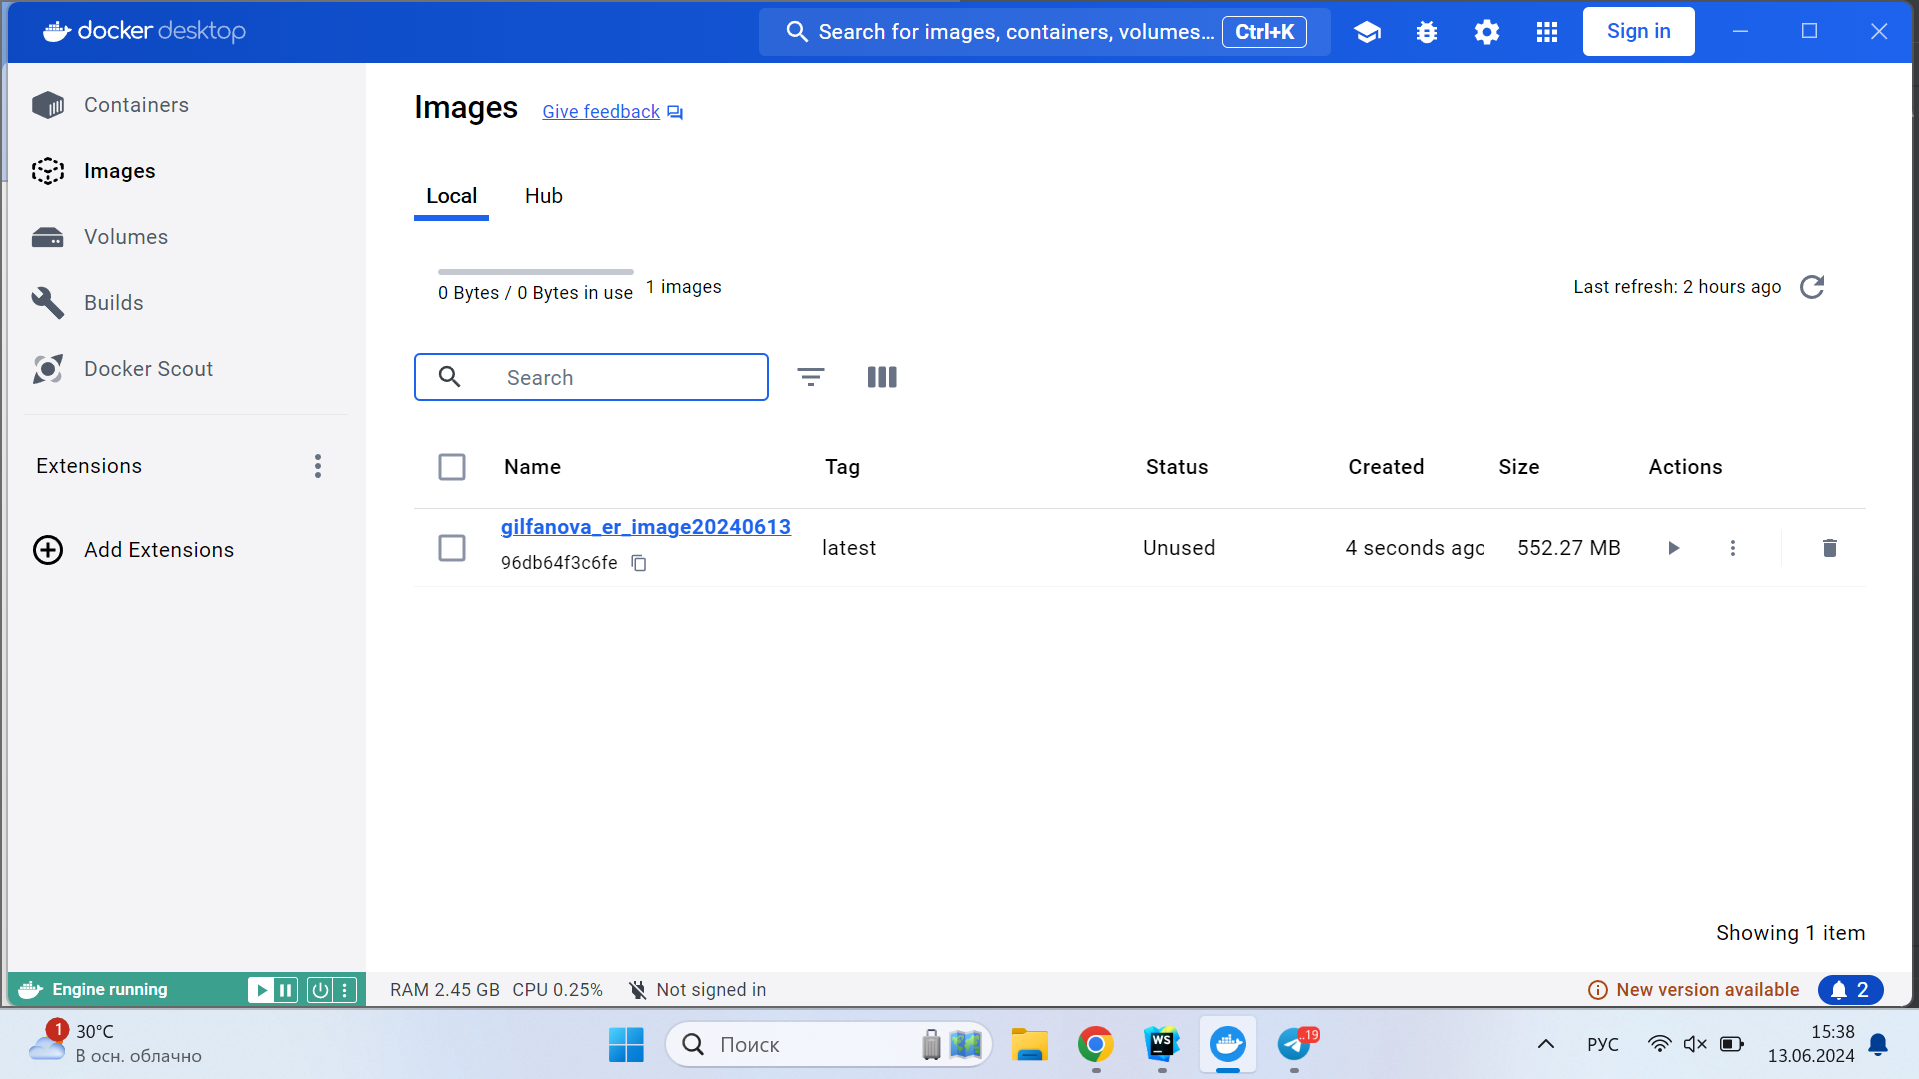 docker desktop
Search for images, containers, volumes... Ctrl+K
Sign in
Containers
Images
Volumes
Builds
Docker Scout
Extensions
Add Extensions
Images Give feedback
Local Hub
0 Bytes / 0 Bytes in use 1 images
Last refresh: 2 hours ago
Search
Name Tag Status Created Size Actions
gilfanova_er_image20240613
96db64f3c6fe
latest Unused 4 seconds ago 552.27 MB
Showing 1 item
Engine running
RAM 2.45 GB CPU 0.25% Not signed in
New version available 2
1 30°C
В осн. облачно
Поиск
WS
..19
РУС
15:38
13.06.2024